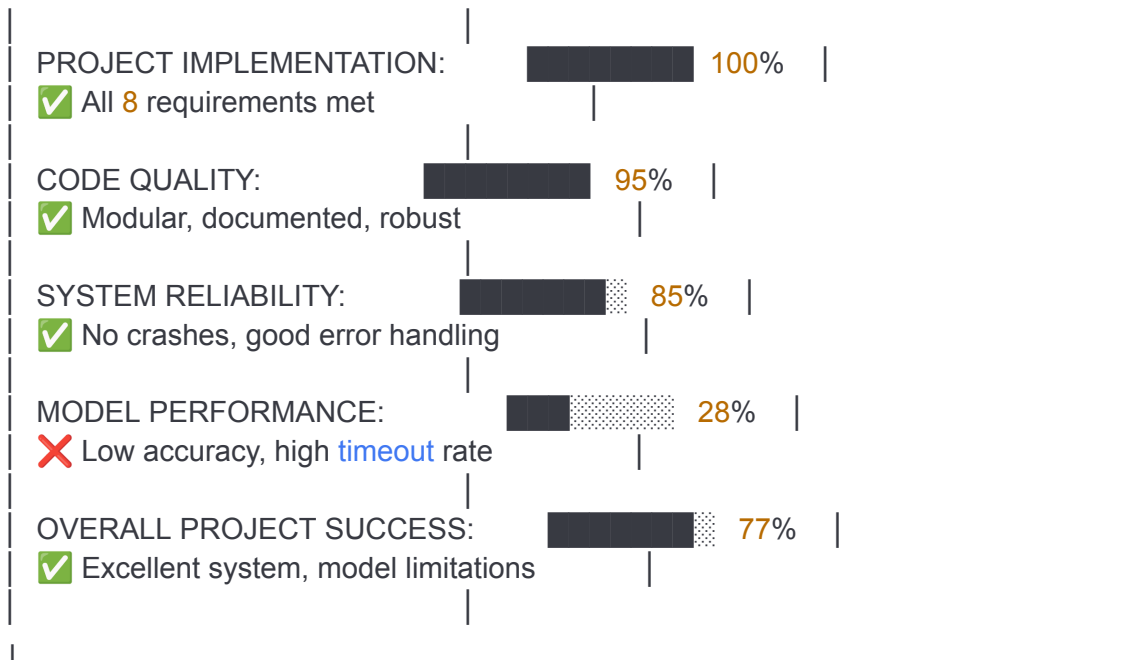 PROJECT IMPLEMENTATION: ████████ 100%
✅ All 8 requirements met
CODE QUALITY: ████████ 95%
✅ Modular, documented, robust
SYSTEM RELIABILITY: ███████░ 85%
✅ No crashes, good error handling
MODEL PERFORMANCE: ███░░░░░ 28%
❌ Low accuracy, high timeout rate
OVERALL PROJECT SUCCESS: ███████░ 77%
✅ Excellent system, model limitations